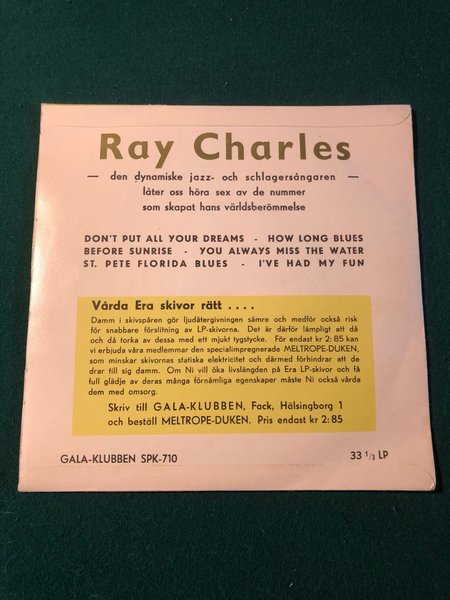 Ray Charles
— den dynamiske jazz- och schlagersångaren —
låter oss höra sex av de nummer
som skapat hans världsberömmelse
DON'T PUT ALL YOUR DREAMS - HOW LONG BLUES
BEFORE SUNRISE - YOU ALWAYS MISS THE WATER
ST. PETE FLORIDA BLUES - I'VE HAD MY FUN
Vårda Era skivor rätt ....
Damm i skivspåren gör ljudåtergivningen sämre och medför också risk
för snabbare förslitning av LP-skivorna. Det är därför lämpligt att då
och då torka av dessa med ett mjukt tygstycke. För endast kr 2:85 kan
vi erbjuda våra medlemmar den specialimpregnerade MELTROPE-DUKEN,
som minskar skivornas statiska elektricitet och därmed förhindrar att de
drar till sig damm. Om Ni vill öka livslängden på Era LP-skivor och få
full glädje av deras många förnämliga egenskaper måste Ni också vårda
dem med omsorg.
Skriv till GALA-KLUBBEN, Fack, Hälsingborg 1
och beställ MELTROPE-DUKEN. Pris endast kr 2:85
GALA-KLUBBEN SPK-710 33 1/3 LP